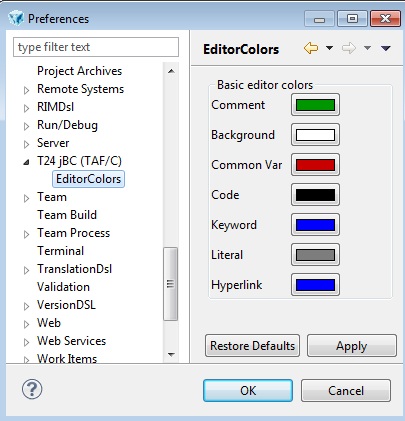 Preferences
type filter text
Project Archives
Remote Systems
RIMDsl
Run/Debug
Server
T24 jBC (TAF/C)
EditorColors
Team
Team Build
Team Process
Terminal
TranslationDsl
Validation
VersionDSL
Web
Web Services
Work Items
EditorColors
Basic editor colors
Comment
Background
Common Var
Code
Keyword
Literal
Hyperlink
Restore Defaults Apply
? OK Cancel